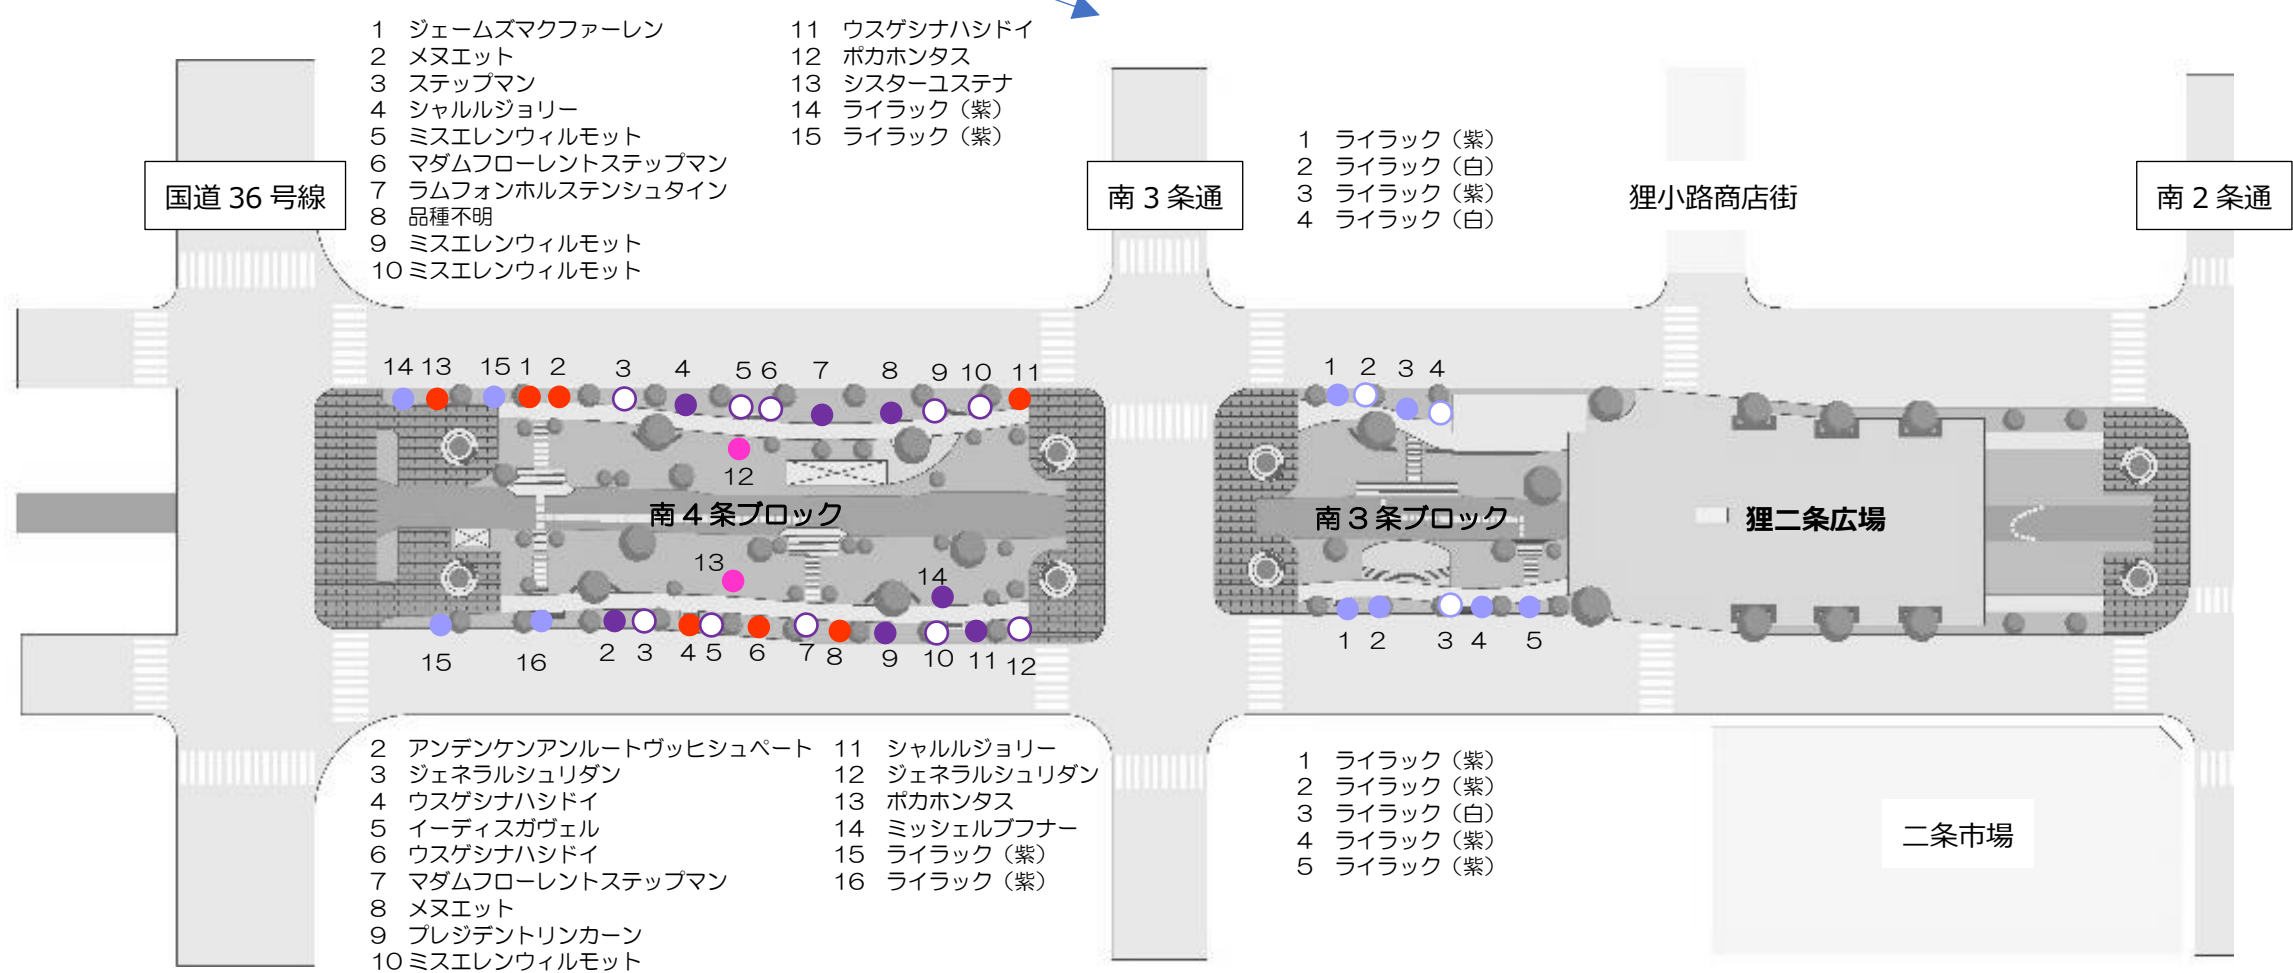 1 ジェームズマクファーレン
2 メヌエット
3 ステップマン
4 シャルルジョリー
5 ミスエレンウィルモット
6 マダムフローレントステップマン
7 ラムフォンホルステンシュタイン
8 品種不明
9 ミスエレンウィルモット
10 ミスエレンウィルモット
11 ウスゲシナハシドイ
12 ポカホンタス
13 シスターユステナ
14 ライラック（紫）
15 ライラック（紫）
1 ライラック（紫）
2 ライラック（白）
3 ライラック（紫）
4 ライラック（白）
国道36号線
南3条通
狸小路商店街
南2条通
14 13 15 1 2 3 4 5 6 7 8 9 10 11
1 2 3 4
12
南4条ブロック
南3条ブロック
狸二条広場
13
14
15 16 2 3 4 5 6 7 8 9 10 11 12
1 2 3 4 5
2 アンデンケンアンルートヴッヒシュペート
3 ジェネラルシュリダン
4 ウスゲシナハシドイ
5 イーディスガヴェル
6 ウスゲシナハシドイ
7 マダムフローレントステップマン
8 メヌエット
9 プレジデントリンカーン
10 ミスエレンウィルモット
11 シャルルジョリー
12 ジェネラルシュリダン
13 ポカホンタス
14 ミッシェルブフナー
15 ライラック（紫）
16 ライラック（紫）
1 ライラック（紫）
2 ライラック（紫）
3 ライラック（白）
4 ライラック（紫）
5 ライラック（紫）
二条市場